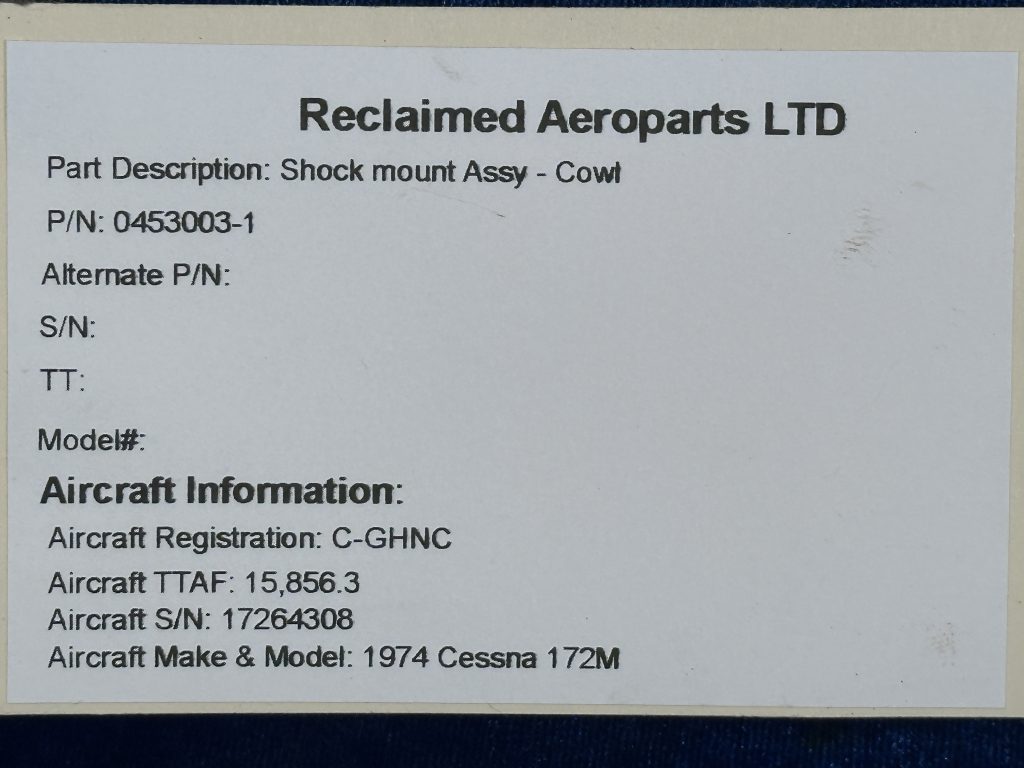 Reclaimed Aeroparts LTD
Part Description: Shock mount Assy - Cowl
P/N: 0453003-1
Alternate P/N:
S/N:
TT:
Model#:
Aircraft Information:
Aircraft Registration: C-GHNC
Aircraft TTAF: 15,856.3
Aircraft S/N: 17264308
Aircraft Make & Model: 1974 Cessna 172M